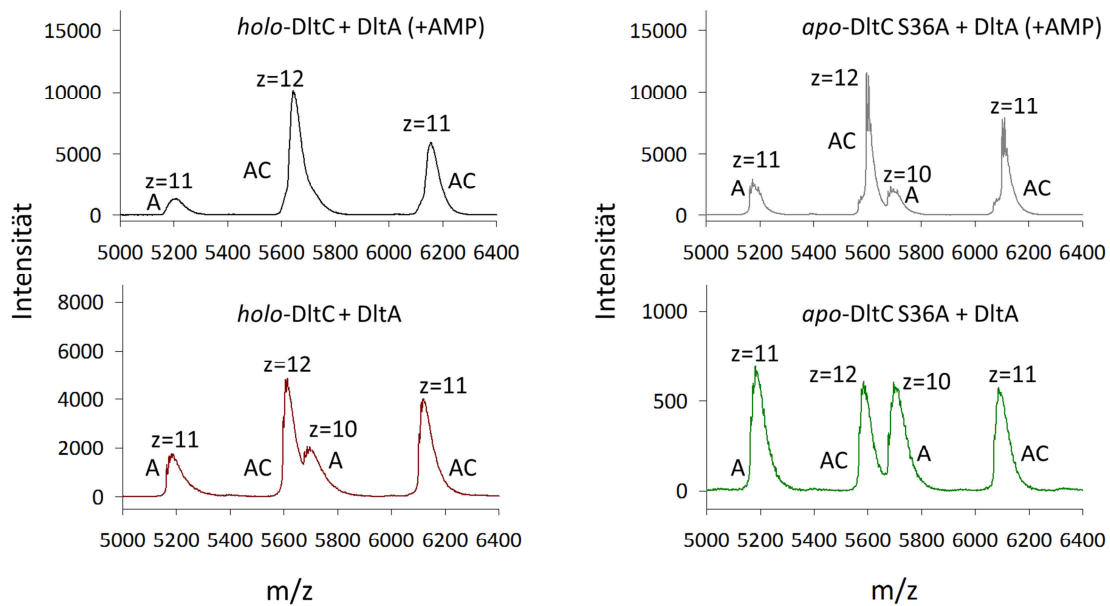 holo-DltC + DltA (+AMP)
15000
10000
5000
0
z=12
z=11
z=11
A
AC
AC
5000 5200 5400 5600 5800 6000 6200 6400
apo-DltC S36A + DltA (+AMP)
15000
10000
5000
0
z=12
z=11
z=11
z=10
A
AC
A
AC
5000 5200 5400 5600 5800 6000 6200 6400
Intensität
Intensität
holo-DltC + DltA
8000
6000
4000
2000
0
z=12
z=11
z=11
z=10
A
AC
A
AC
5000 5200 5400 5600 5800 6000 6200 6400
m/z
apo-DltC S36A + DltA
1000
500
0
z=11
z=12
z=10
z=11
A
AC
A
AC
5000 5200 5400 5600 5800 6000 6200 6400
m/z